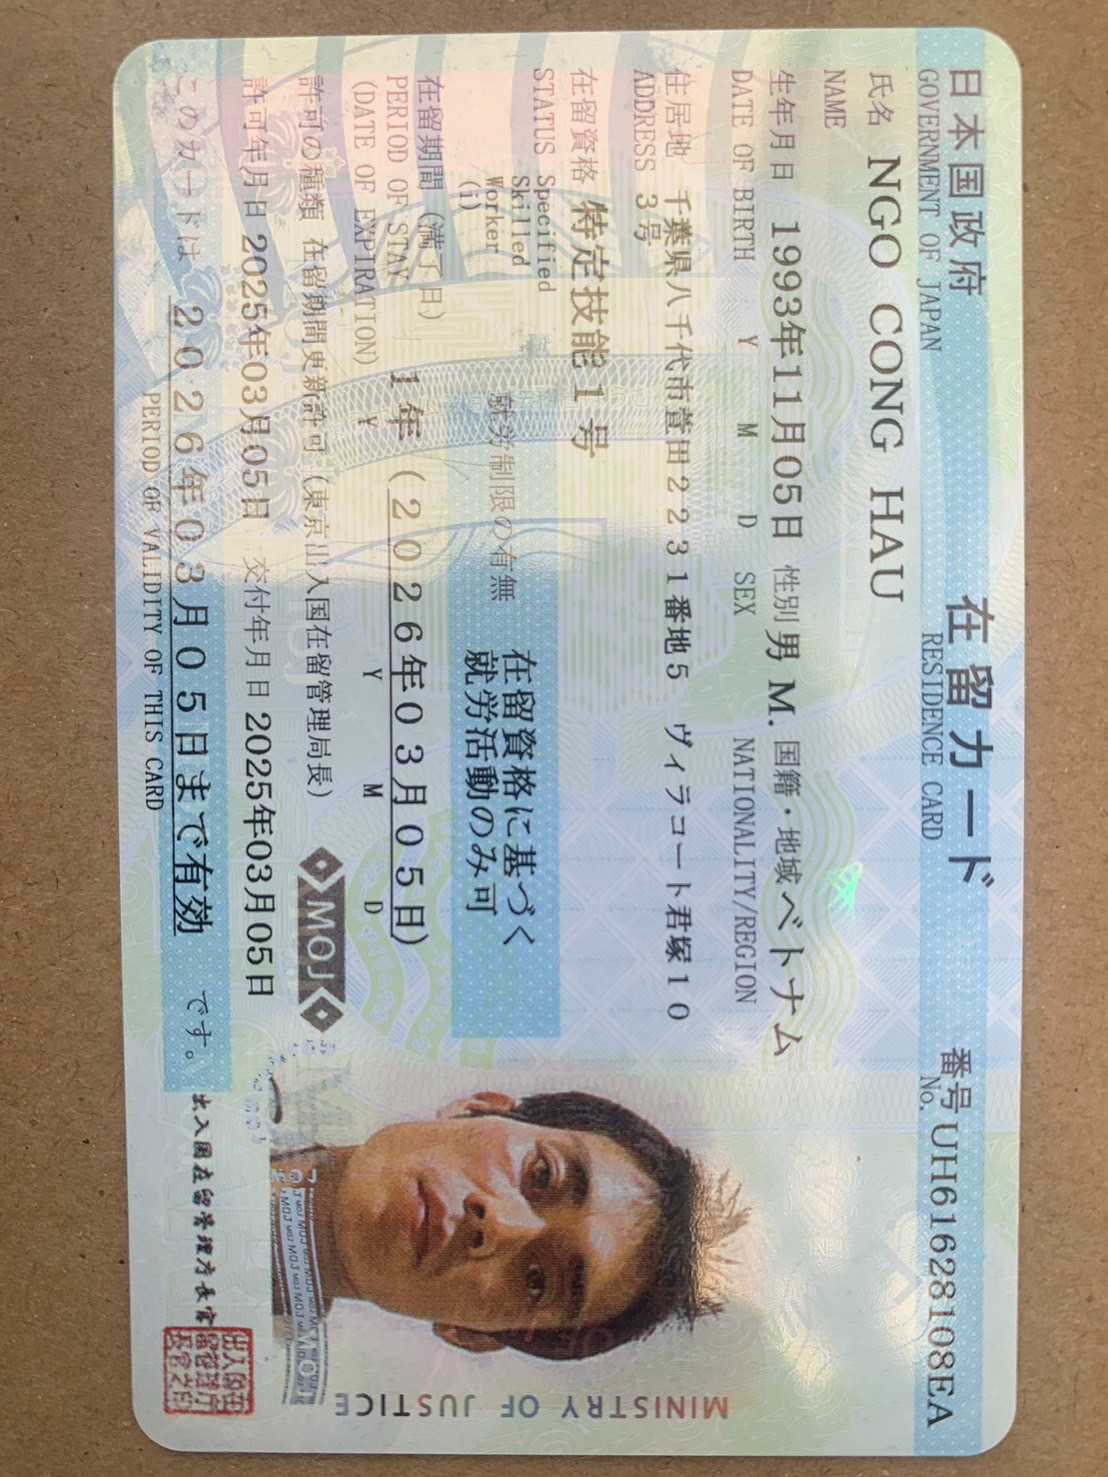 日本国政府 在留カード 番号 UH61628108EA
GOVERNMENT OF JAPAN RESIDENCE CARD No.
氏名 NGO CONG HAU
NAME
生年月日 1993年11月05日 性別 男 M. 国籍・地域 ベトナム
DATE OF BIRTH Y M D SEX NATIONALITY/REGION
住居地 千葉県八千代市萱田2231番地5 ヴィラコート君塚10
ADDRESS 3号
在留資格 特定技能1号
STATUS Specified
Skilled
Worker
(i)
就労制限の有無 在留資格に基づく
就労活動のみ可
在留期間(満了日) 1年(2026年03月05日)
PERIOD OF STAY
(DATE OF EXPIRATION) Y Y M D
許可の種類 在留期間更新許可(東京出入国在留管理局長)
MOJ
許可年月日 2025年03月05日 交付年月日 2025年03月05日
このカードは 2026年03月05日まで有効 です。
PERIOD OF VALIDITY OF THIS CARD
出入国在留管理庁長官
MINISTRY OF JUSTICE